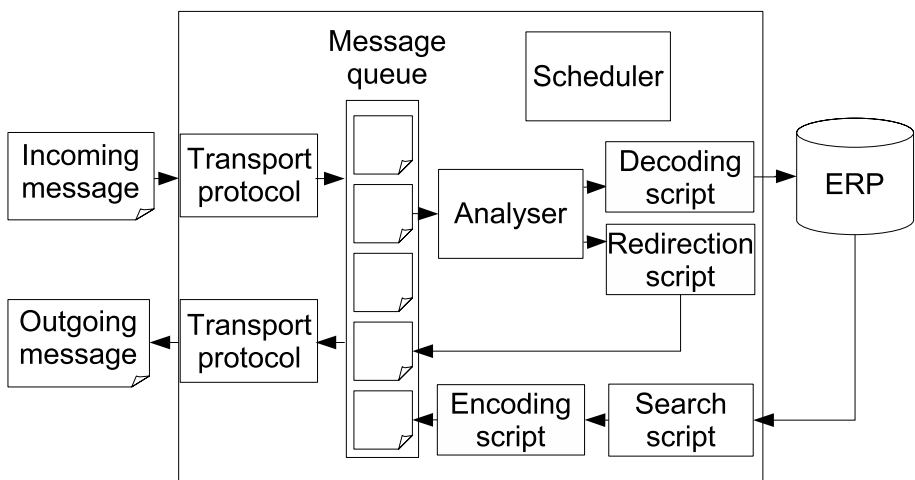 Message
queue
Scheduler
Incoming
message
Transport
protocol
Analyser
Decoding
script
ERP
Redirection
script
Outgoing
message
Transport
protocol
Encoding
script
Search
script